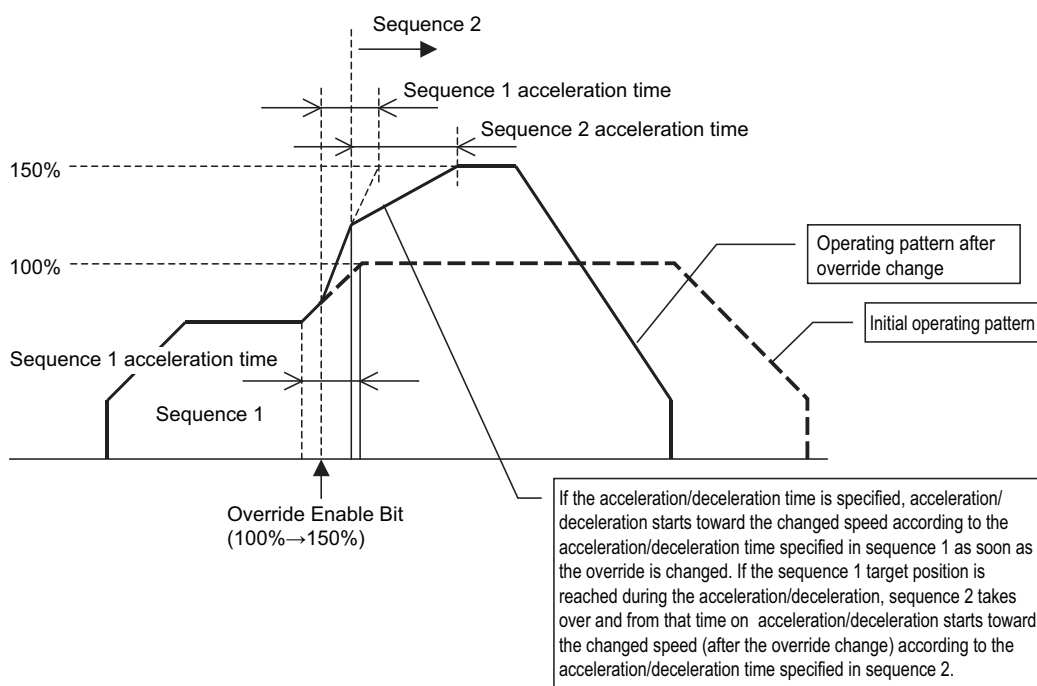 Sequence 2
Sequence 1 acceleration time
Sequence 2 acceleration time
150%
100%
Operating pattern after
override change
Initial operating pattern
Sequence 1 acceleration time
Sequence 1
Override Enable Bit
(100%→150%)
If the acceleration/deceleration time is specified, acceleration/
deceleration starts toward the changed speed according to the
acceleration/deceleration time specified in sequence 1 as soon as
the override is changed. If the sequence 1 target position is
reached during the acceleration/deceleration, sequence 2 takes
over and from that time on acceleration/deceleration starts toward
the changed speed (after the override change) according to the
acceleration/deceleration time specified in sequence 2.